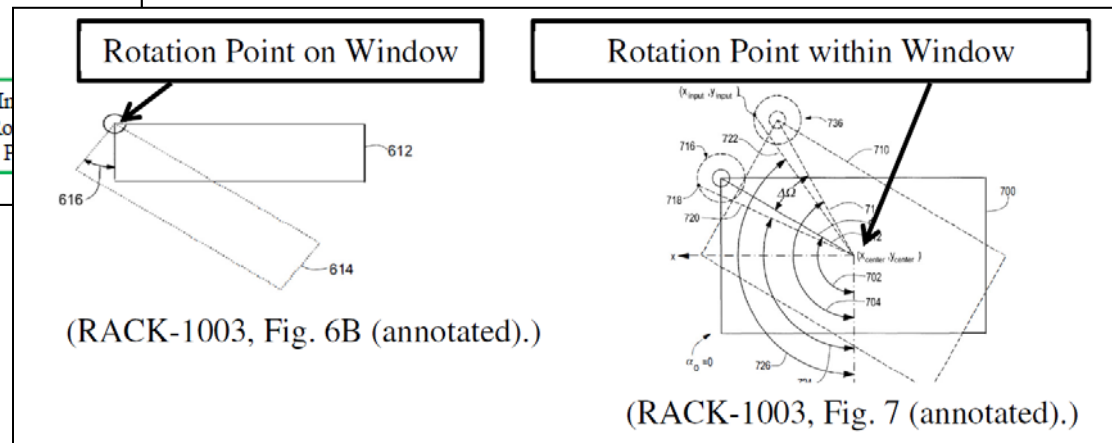 Rotation Point on Window
Rotation Point within Window
612
616
614
(RACK-1003, Fig. 6B (annotated).)
(x_input, y_input)
736
722
710
716
718
720
ΔΩ
700
x
(x_center, y_center)
702
704
α_0 = 0
726
(RACK-1003, Fig. 7 (annotated).)